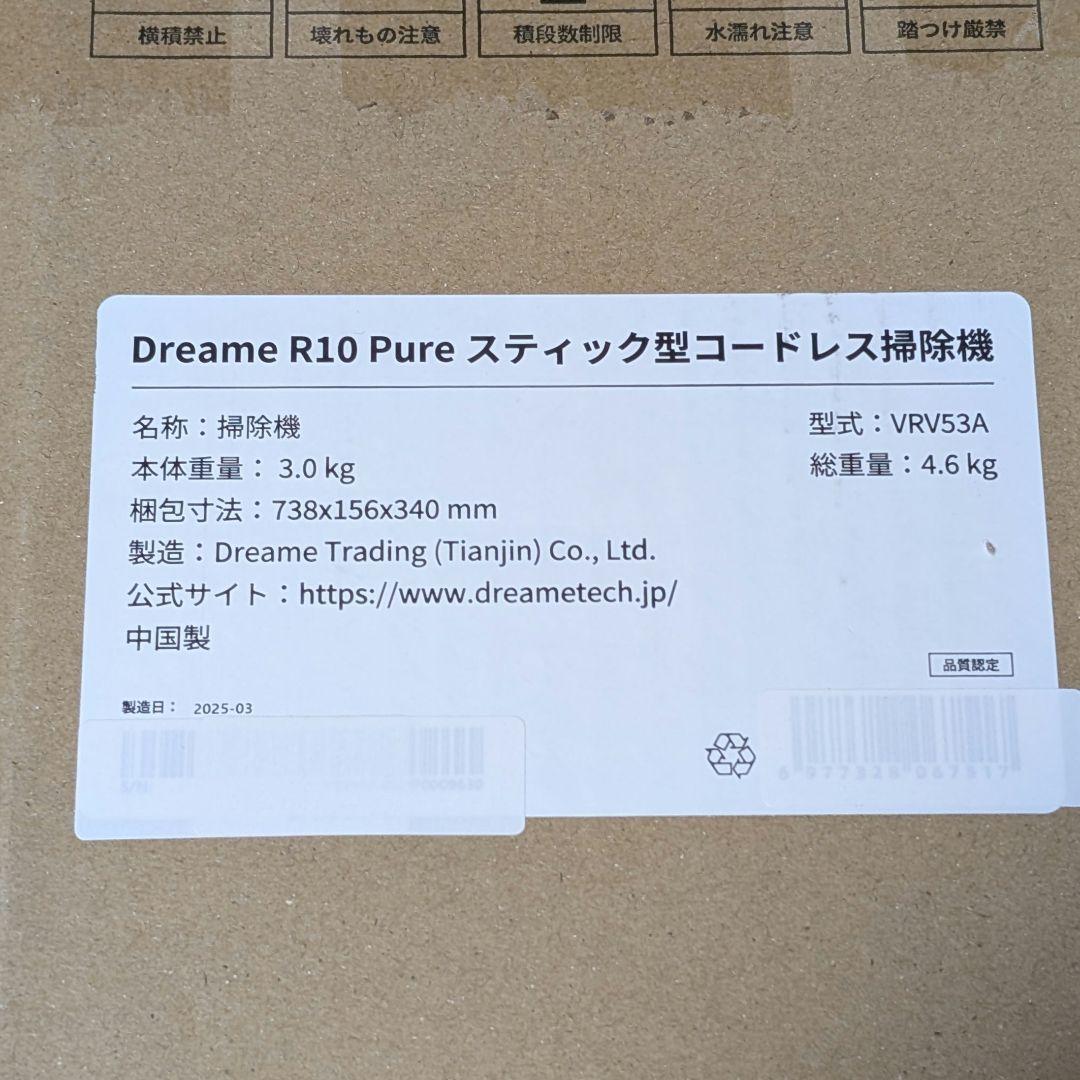 横積禁止 壊れもの注意 積段数制限 水濡れ注意 踏つけ厳禁
Dreame R10 Pure スティック型コードレス掃除機
名称：掃除機 型式：VRV53A
本体重量： 3.0 kg 総重量：4.6 kg
梱包寸法：738x156x340 mm
製造：Dreame Trading (Tianjin) Co., Ltd.
公式サイト：https://www.dreametech.jp/
中国製
品質認定
製造日： 2025-03
S/N
6 977328 067517